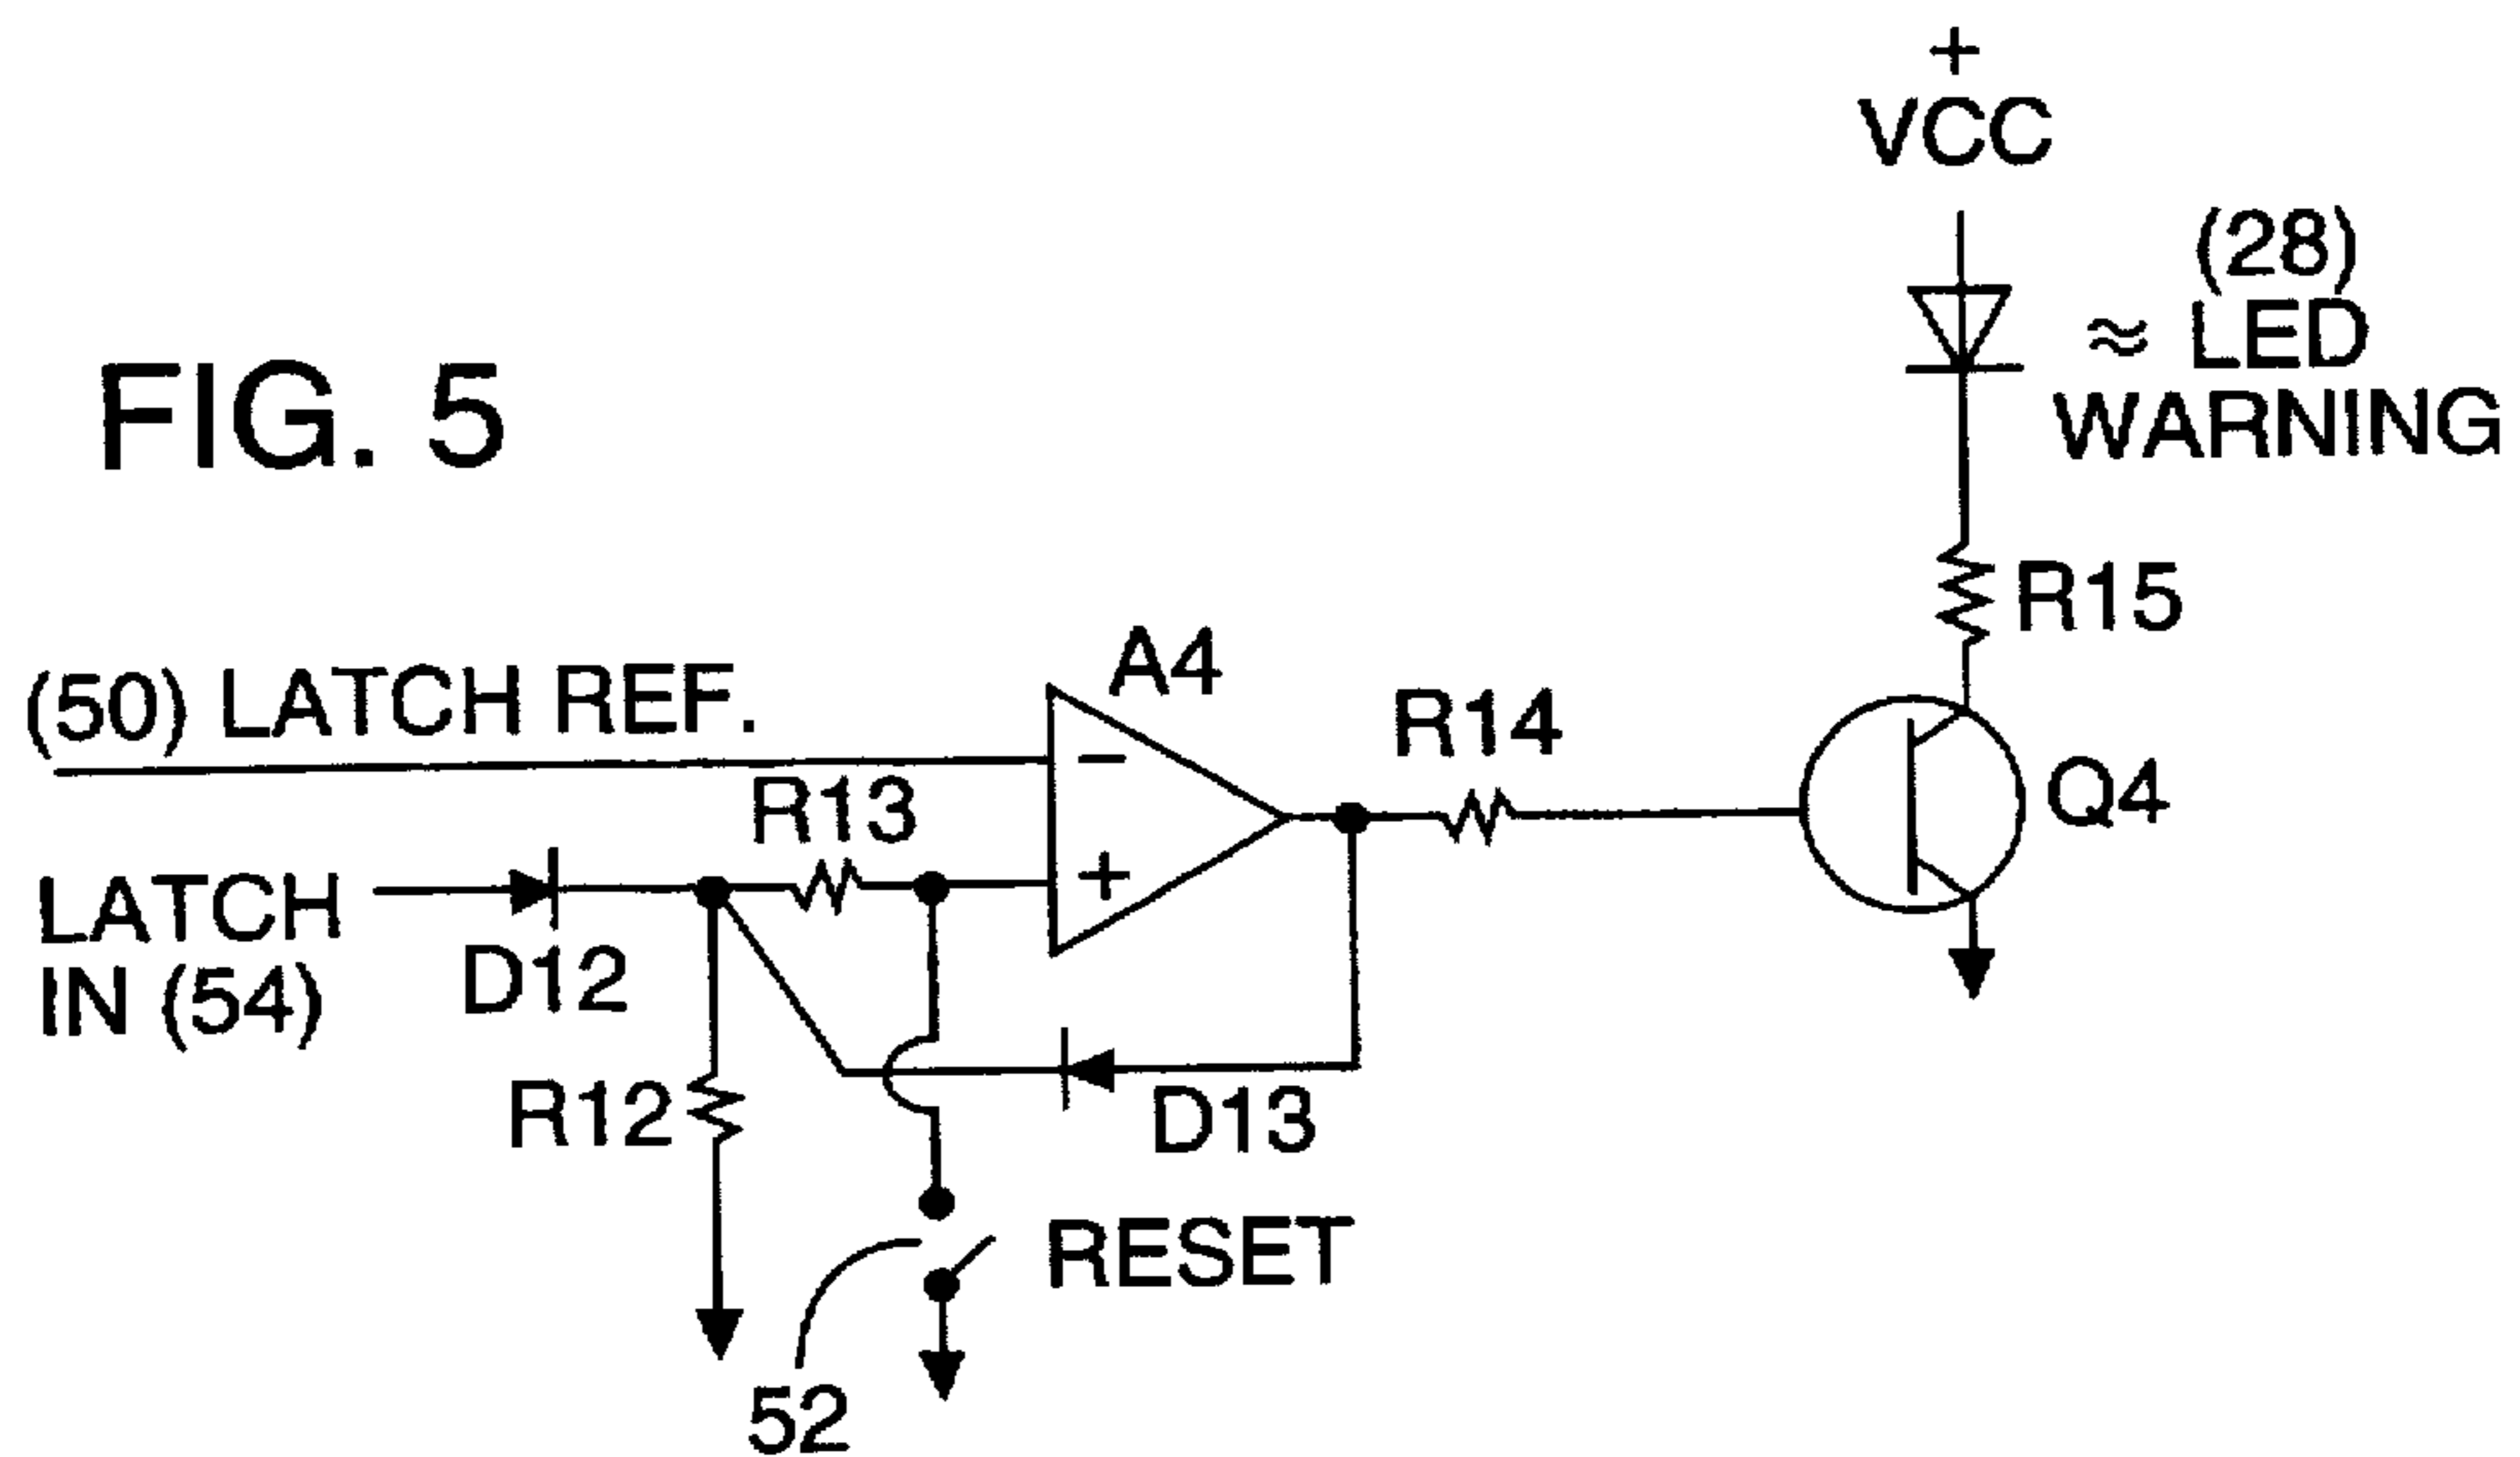 +
VCC
(28)
≈ LED
WARNING
FIG. 5
R15
A4
(50) LATCH REF.
R14
−
R13
Q4
+
LATCH
IN (54)
D12
R12
D13
RESET
52